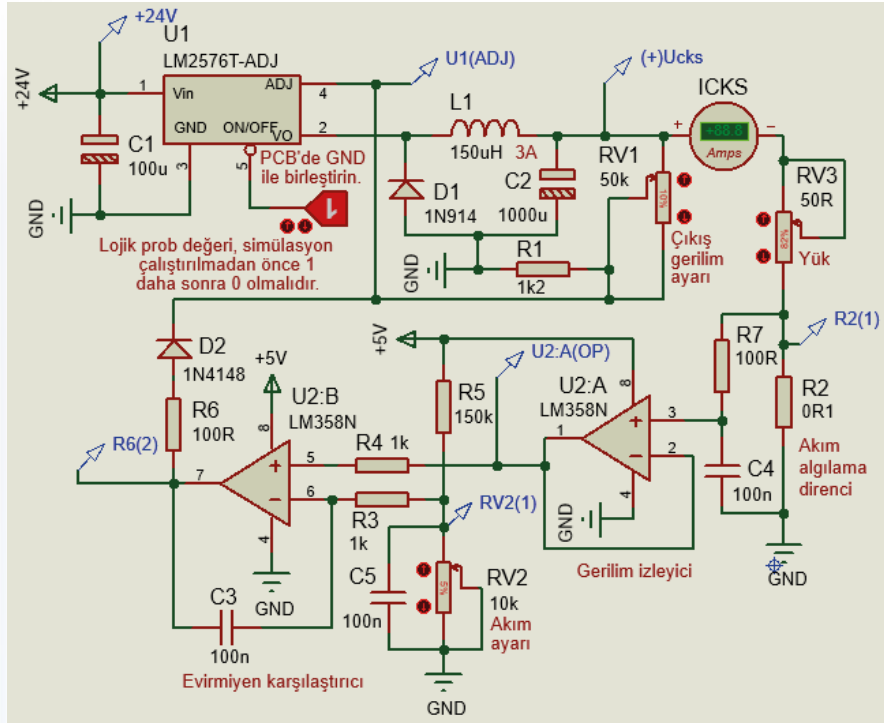 +24V
U1
LM2576T-ADJ
U1(ADJ)
(+)Ucks
+24V
1
Vin
ADJ
4
GND
ON/OFF
VO
2
3
5
C1
100u
GND
PCB'de GND
ile birleştirin.
1
Lojik prob değeri, simülasyon
çalıştırılmadan önce 1
daha sonra 0 olmalıdır.
L1
150uH
3A
D1
1N914
C2
1000u
RV1
50k
10%
Çıkış
gerilim
ayarı
GND
R1
1k2
ICKS
+
-
+88.8
Amps
RV3
50R
82%
Yük
R2(1)
R7
100R
R2
0R1
Akım
algılama
direnci
C4
100n
GND
D2
1N4148
R6
100R
R6(2)
+5V
U2:B
LM358N
8
7
5
6
4
GND
R4
1k
R3
1k
+5V
R5
150k
U2:A(OP)
U2:A
LM358N
8
1
3
2
4
GND
Gerilim izleyici
RV2(1)
C5
100n
5%
RV2
10k
Akım
ayarı
GND
C3
100n
Evirmiyen karşılaştırıcı